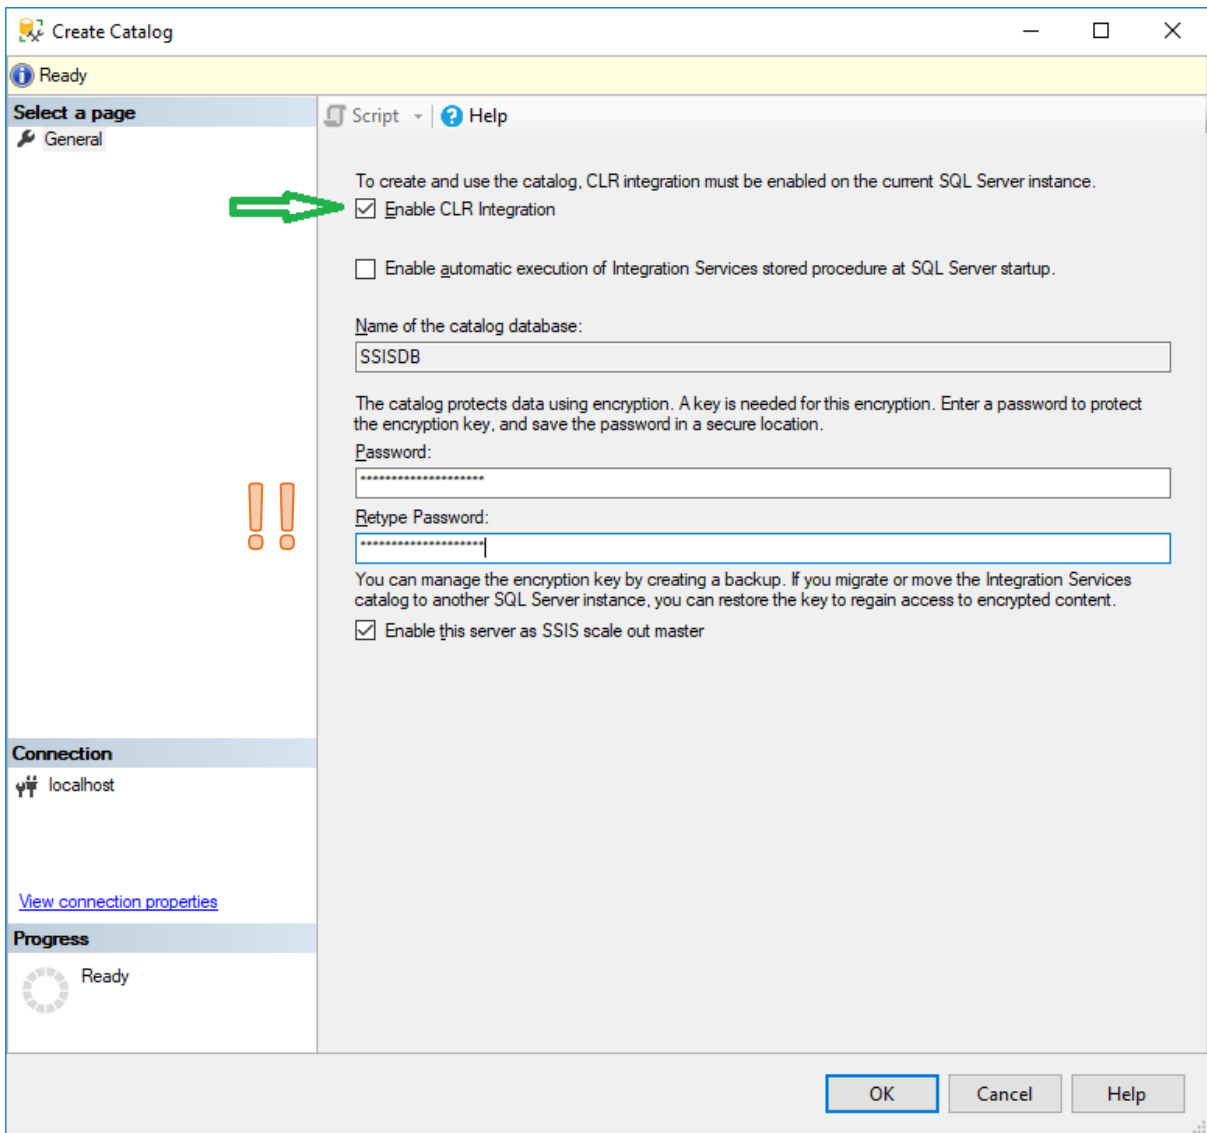 Create Catalog
Ready
Select a page
General
Script
Help
To create and use the catalog, CLR integration must be enabled on the current SQL Server instance.
Enable CLR Integration
Enable automatic execution of Integration Services stored procedure at SQL Server startup.
Name of the catalog database:
SSISDB
The catalog protects data using encryption. A key is needed for this encryption. Enter a password to protect
the encryption key, and save the password in a secure location.
Password:
********************
!!
Retype Password:
********************
You can manage the encryption key by creating a backup. If you migrate or move the Integration Services
catalog to another SQL Server instance, you can restore the key to regain access to encrypted content.
Enable this server as SSIS scale out master
Connection
localhost
View connection properties
Progress
Ready
OK
Cancel
Help